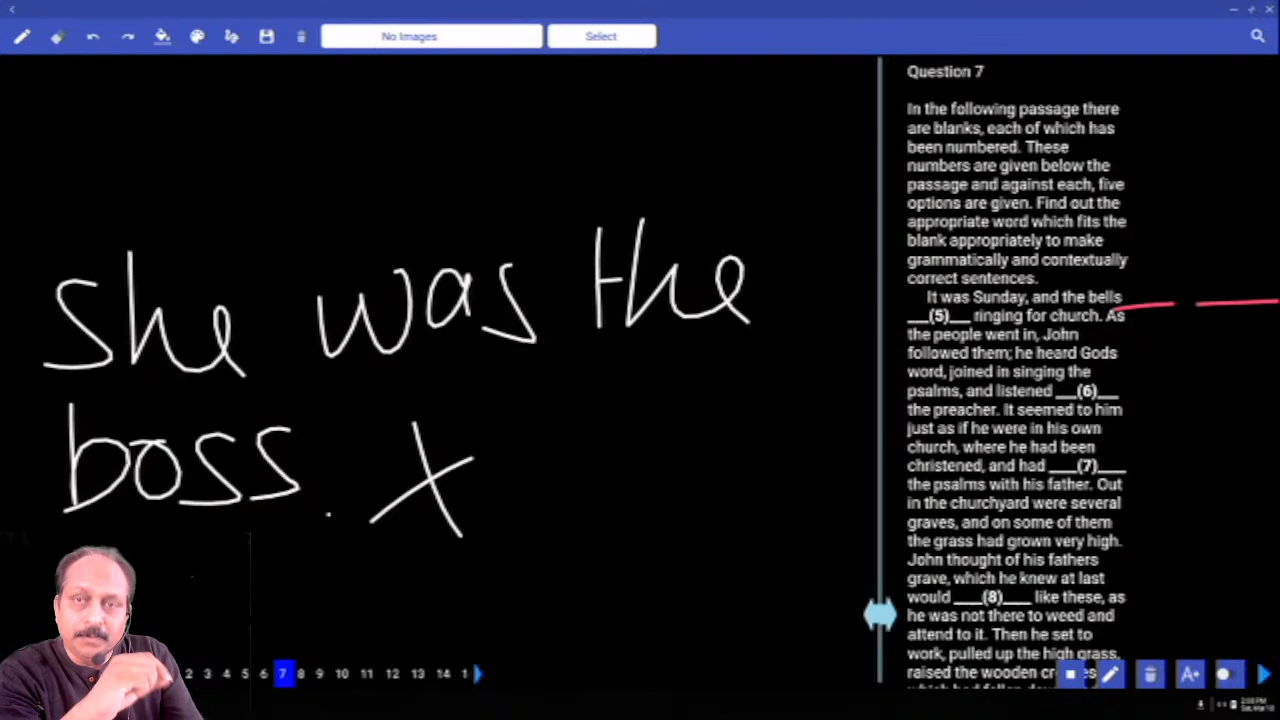 No Images
Select
She was the
boss. X
Question 7
In the following passage there
are blanks, each of which has
been numbered. These
numbers are given below the
passage and against each, five
options are given. Find out the
appropriate word which fits the
blank appropriately to make
grammatically and contextually
correct sentences.
It was Sunday, and the bells
__(5)__ ringing for church. As
the people went in, John
followed them; he heard Gods
word, joined in singing the
psalms, and listened __(6)__
the preacher. It seemed to him
just as if he were in his own
church, where he had been
christened, and had ___(7)___
the psalms with his father. Out
in the churchyard were several
graves, and on some of them
the grass had grown very high.
John thought of his fathers
grave, which he knew at last
would ___(8)___ like these, as
he was not there to weed and
attend to it. Then he set to
work, pulled up the high grass,
raised the wooden
2 3 4 5 6 7 8 9 10 11 12 13 14 1
A+